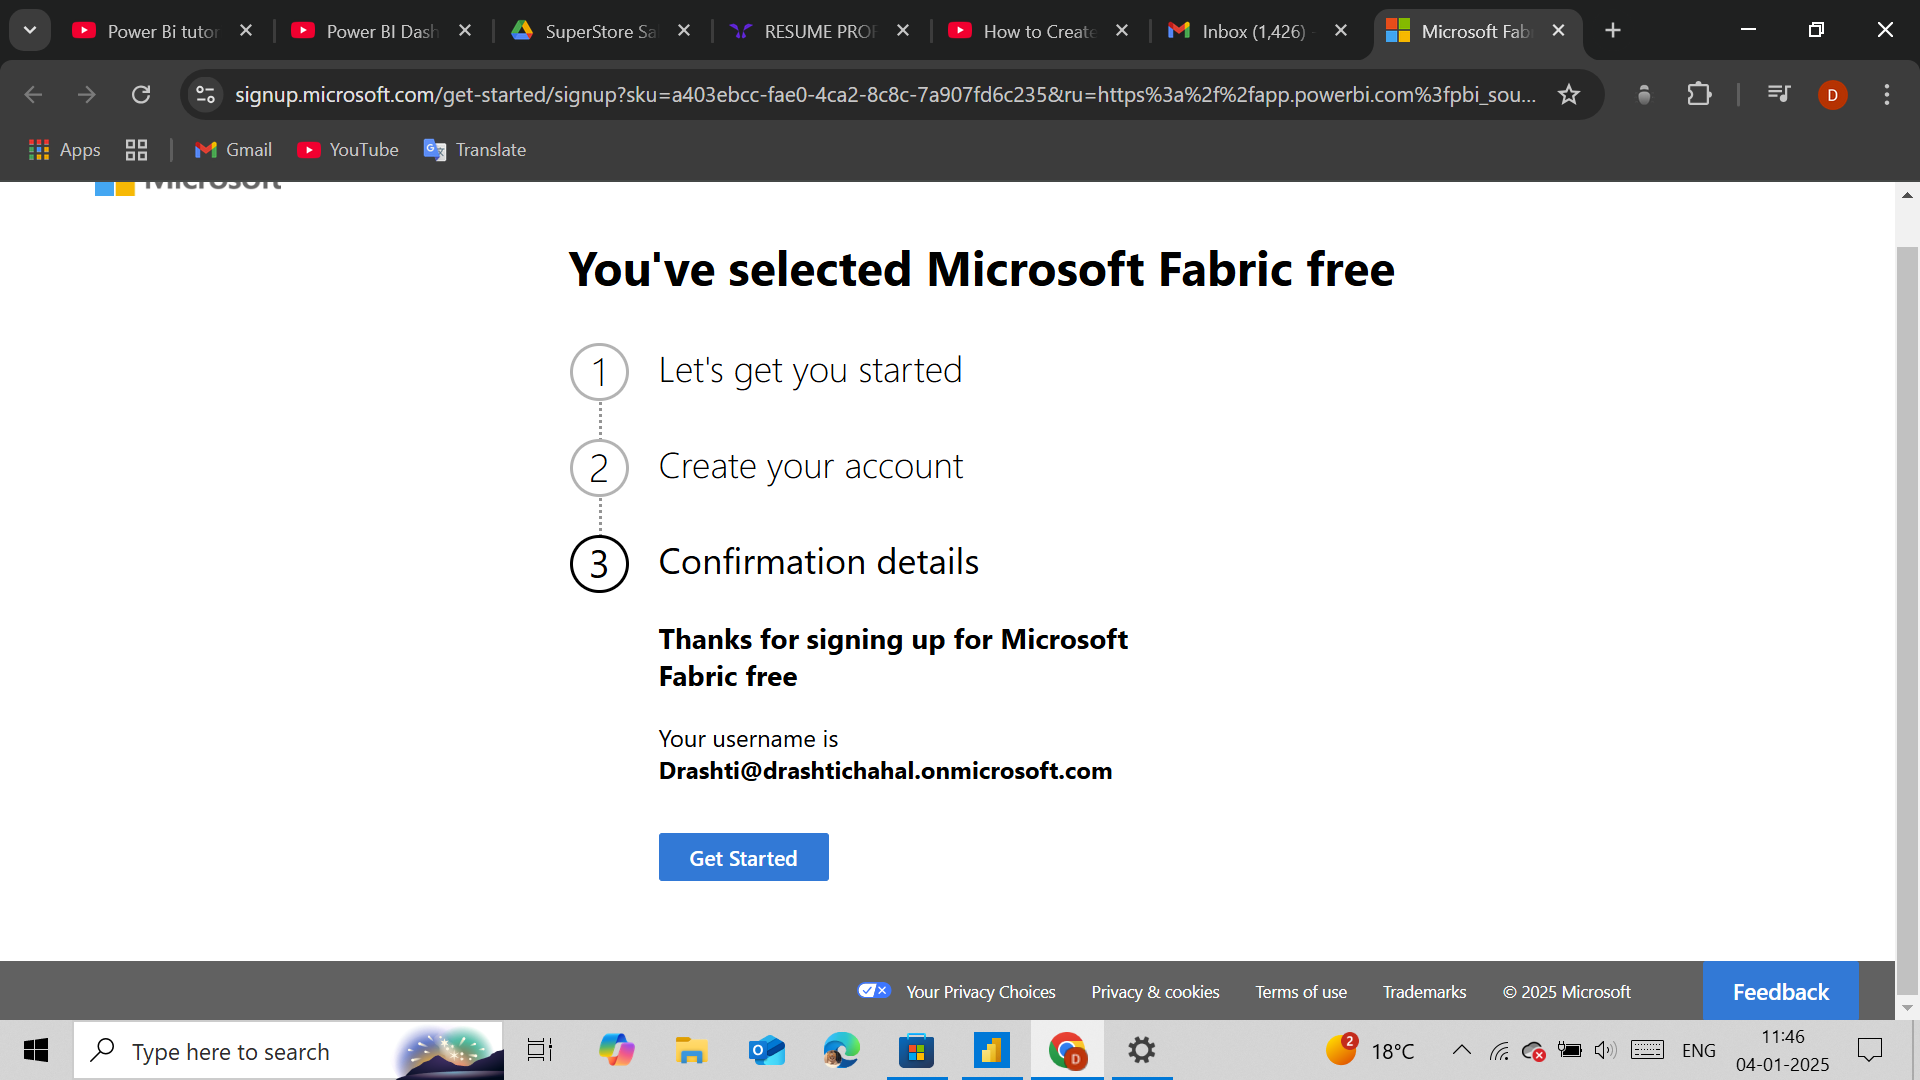 Power Bi tutor
Power BI Dash
SuperStore Sa
RESUME PROF
How to Create
Inbox (1,426)
Microsoft Fab
signup.microsoft.com/get-started/signup?sku=a403ebcc-fae0-4ca2-8c8c-7a907fd6c235&ru=https%3a%2f%2fapp.powerbi.com%3fpbi_sou...
D
Apps
Gmail
YouTube
Translate
Microsoft
You've selected Microsoft Fabric free
1 Let's get you started
2 Create your account
3 Confirmation details
Thanks for signing up for Microsoft
Fabric free
Your username is
Drashti@drashtichahal.onmicrosoft.com
Get Started
Your Privacy Choices
Privacy & cookies
Terms of use
Trademarks
© 2025 Microsoft
Feedback
Type here to search
D
2
18°C
ENG
11:46
04-01-2025